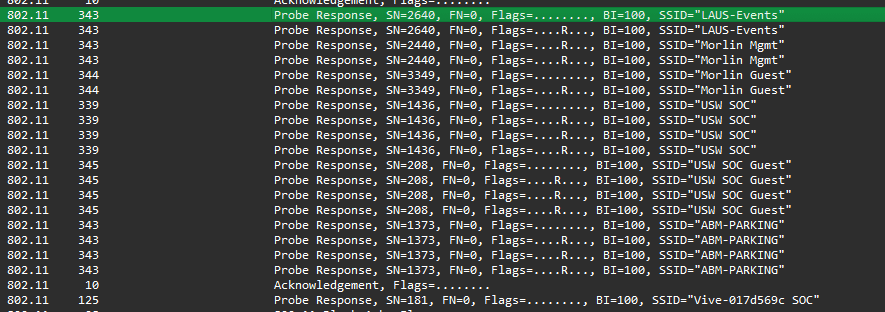 802.11 10 Acknowledgement, Flags=........
802.11 343 Probe Response, SN=2640, FN=0, Flags=........, BI=100, SSID="LAUS-Events"
802.11 343 Probe Response, SN=2640, FN=0, Flags=....R..., BI=100, SSID="LAUS-Events"
802.11 343 Probe Response, SN=2440, FN=0, Flags=....R..., BI=100, SSID="Morlin Mgmt"
802.11 343 Probe Response, SN=2440, FN=0, Flags=....R..., BI=100, SSID="Morlin Mgmt"
802.11 344 Probe Response, SN=3349, FN=0, Flags=........, BI=100, SSID="Morlin Guest"
802.11 344 Probe Response, SN=3349, FN=0, Flags=....R..., BI=100, SSID="Morlin Guest"
802.11 339 Probe Response, SN=1436, FN=0, Flags=........, BI=100, SSID="USW SOC"
802.11 339 Probe Response, SN=1436, FN=0, Flags=....R..., BI=100, SSID="USW SOC"
802.11 339 Probe Response, SN=1436, FN=0, Flags=....R..., BI=100, SSID="USW SOC"
802.11 339 Probe Response, SN=1436, FN=0, Flags=....R..., BI=100, SSID="USW SOC"
802.11 345 Probe Response, SN=208, FN=0, Flags=........, BI=100, SSID="USW SOC Guest"
802.11 345 Probe Response, SN=208, FN=0, Flags=....R..., BI=100, SSID="USW SOC Guest"
802.11 345 Probe Response, SN=208, FN=0, Flags=....R..., BI=100, SSID="USW SOC Guest"
802.11 345 Probe Response, SN=208, FN=0, Flags=....R..., BI=100, SSID="USW SOC Guest"
802.11 343 Probe Response, SN=1373, FN=0, Flags=........, BI=100, SSID="ABM-PARKING"
802.11 343 Probe Response, SN=1373, FN=0, Flags=....R..., BI=100, SSID="ABM-PARKING"
802.11 343 Probe Response, SN=1373, FN=0, Flags=....R..., BI=100, SSID="ABM-PARKING"
802.11 343 Probe Response, SN=1373, FN=0, Flags=....R..., BI=100, SSID="ABM-PARKING"
802.11 10 Acknowledgement, Flags=........
802.11 125 Probe Response, SN=181, FN=0, Flags=........, BI=100, SSID="Vive-017d569c SOC"